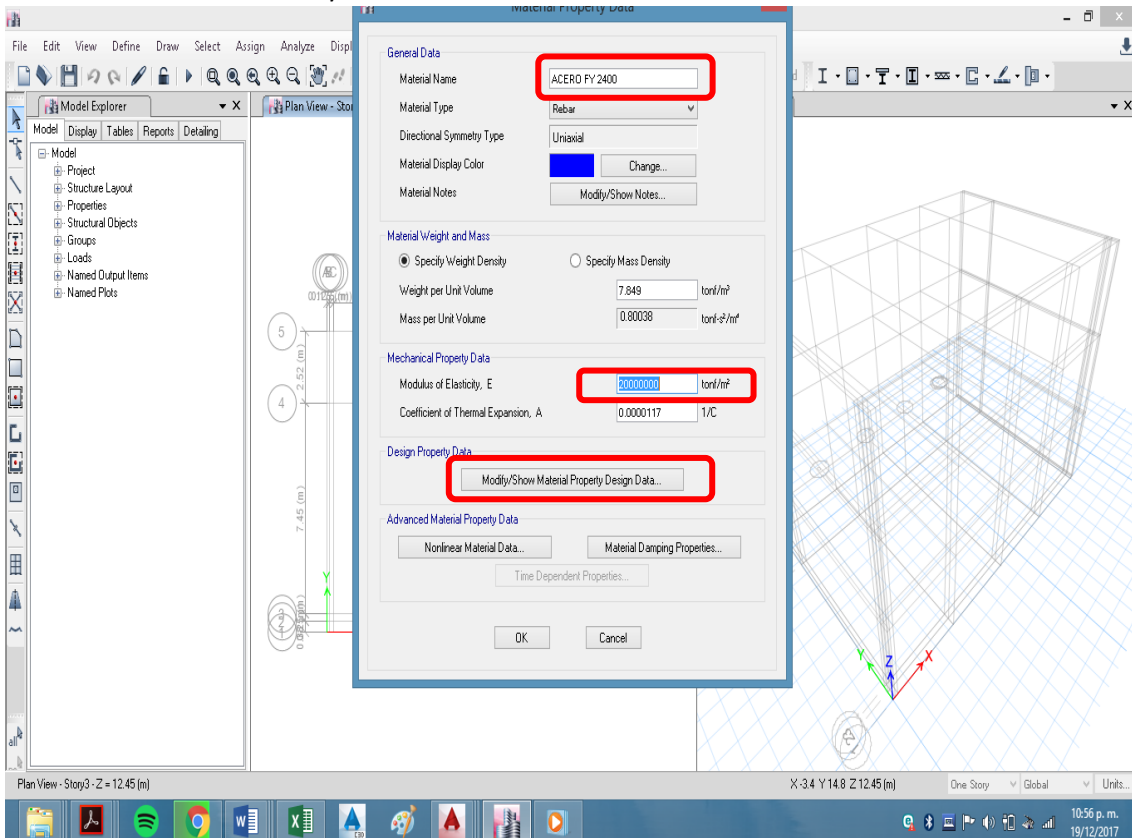 Material Property Data
File Edit View Define Draw Select Assign Analyze Displ
Model Explorer
Plan View - Stor
Model Display Tables Reports Detailing
Model
Project
Structure Layout
Properties
Structural Objects
Groups
Loads
Named Output Items
Named Plots
5
4
2.52 (m)
7.45 (m)
Y
General Data
Material Name ACERO FY 2400
Material Type Rebar
Directional Symmetry Type Uniaxial
Material Display Color Change...
Material Notes Modify/Show Notes...
Material Weight and Mass
Specify Weight Density Specify Mass Density
Weight per Unit Volume 7.849 tonf/m³
Mass per Unit Volume 0.80038 tonf-s²/m⁴
Mechanical Property Data
Modulus of Elasticity, E 20000000 tonf/m²
Coefficient of Thermal Expansion, A 0.0000117 1/C
Design Property Data
Modify/Show Material Property Design Data...
Advanced Material Property Data
Nonlinear Material Data... Material Damping Properties...
Time Dependent Properties...
OK Cancel
Y Z X
all
Plan View - Story3 - Z = 12.45 (m) X -3.4 Y 14.8 Z 12.45 (m) One Story Global Units...
10:56 p. m.
19/12/2017